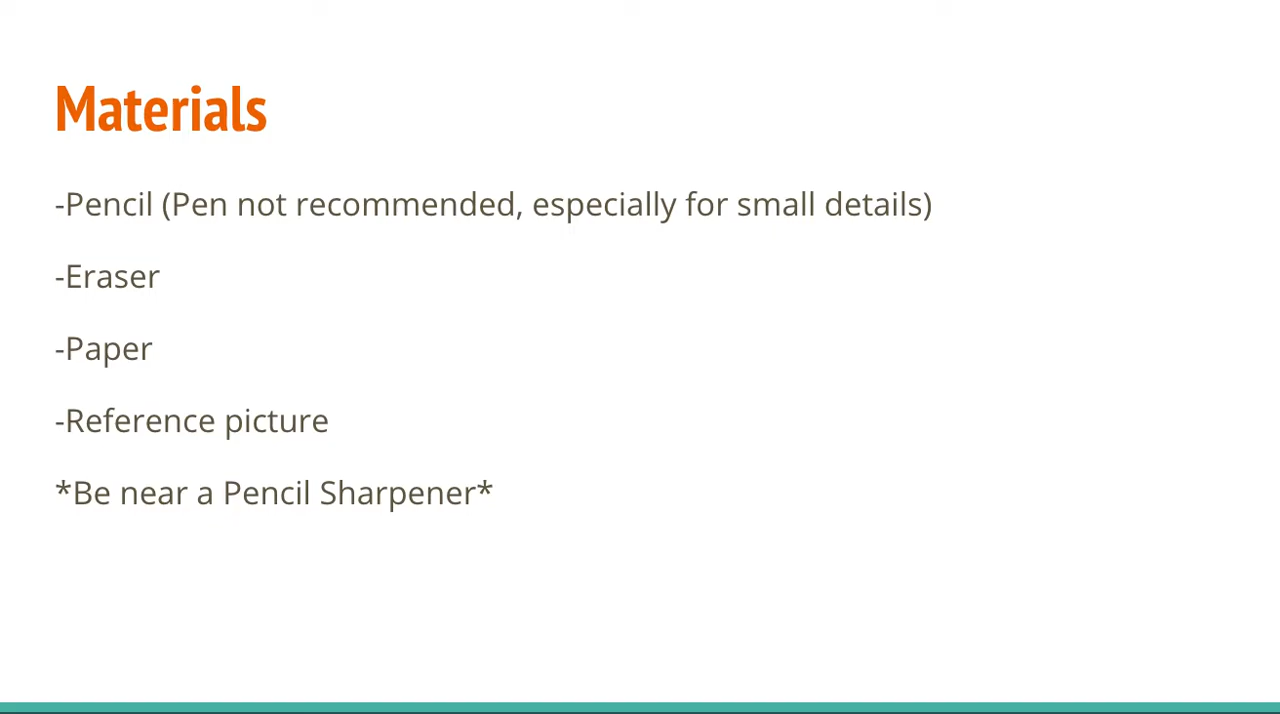 Materials
-Pencil (Pen not recommended, especially for small details)
-Eraser
-Paper
-Reference picture
*Be near a Pencil Sharpener*